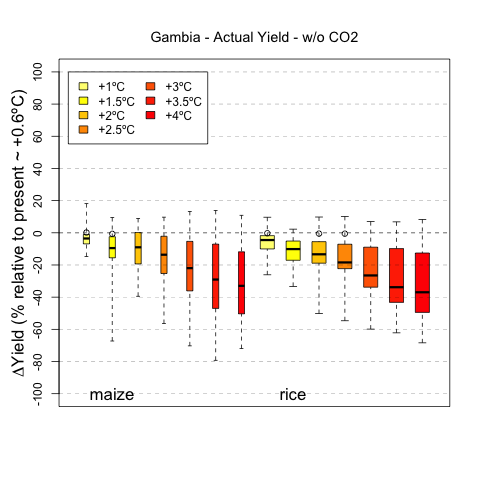 Gambia - Actual Yield - w/o CO2
ΔYield (% relative to present ~ +0.6ºC)
100
80
60
40
20
0
-20
-40
-60
-80
-100
+1ºC
+1.5ºC
+2ºC
+2.5ºC
+3ºC
+3.5ºC
+4ºC
maize
rice